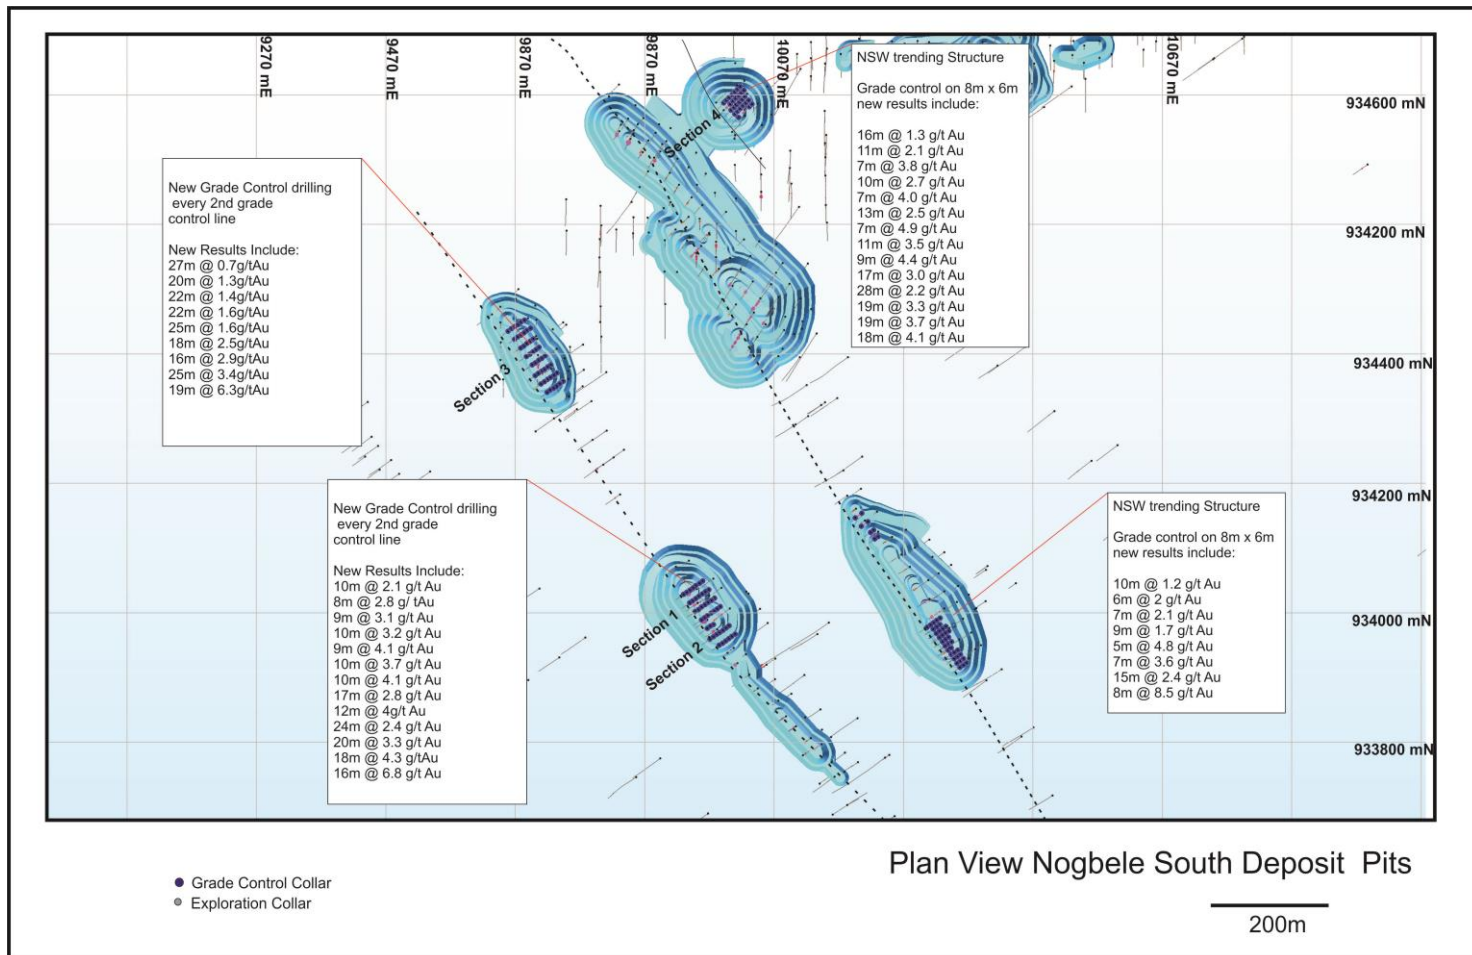 9270 mE
9470 mE
9870 mE
9870 mE
10070 mE
10670 mE
934600 mN
934200 mN
934400 mN
934200 mN
934000 mN
933800 mN
NSW trending Structure
Grade control on 8m x 6m
new results include:
16m @ 1.3 g/t Au
11m @ 2.1 g/t Au
7m @ 3.8 g/t Au
10m @ 2.7 g/t Au
7m @ 4.0 g/t Au
13m @ 2.5 g/t Au
7m @ 4.9 g/t Au
11m @ 3.5 g/t Au
9m @ 4.4 g/t Au
17m @ 3.0 g/t Au
28m @ 2.2 g/t Au
19m @ 3.3 g/t Au
19m @ 3.7 g/t Au
18m @ 4.1 g/t Au
Section 4
New Grade Control drilling
every 2nd grade
control line
New Results Include:
27m @ 0.7g/tAu
20m @ 1.3g/tAu
22m @ 1.4g/tAu
22m @ 1.6g/tAu
25m @ 1.6g/tAu
18m @ 2.5g/tAu
16m @ 2.9g/tAu
25m @ 3.4g/tAu
19m @ 6.3g/tAu
Section 3
New Grade Control drilling
every 2nd grade
control line
New Results Include:
10m @ 2.1 g/t Au
8m @ 2.8 g/ tAu
9m @ 3.1 g/t Au
10m @ 3.2 g/t Au
9m @ 4.1 g/t Au
10m @ 3.7 g/t Au
10m @ 4.1 g/t Au
17m @ 2.8 g/t Au
12m @ 4g/t Au
24m @ 2.4 g/t Au
20m @ 3.3 g/t Au
18m @ 4.3 g/tAu
16m @ 6.8 g/t Au
Section 1
Section 2
NSW trending Structure
Grade control on 8m x 6m
new results include:
10m @ 1.2 g/t Au
6m @ 2 g/t Au
7m @ 2.1 g/t Au
9m @ 1.7 g/t Au
5m @ 4.8 g/t Au
7m @ 3.6 g/t Au
15m @ 2.4 g/t Au
8m @ 8.5 g/t Au
Plan View Nogbele South Deposit Pits
Grade Control Collar
Exploration Collar
200m